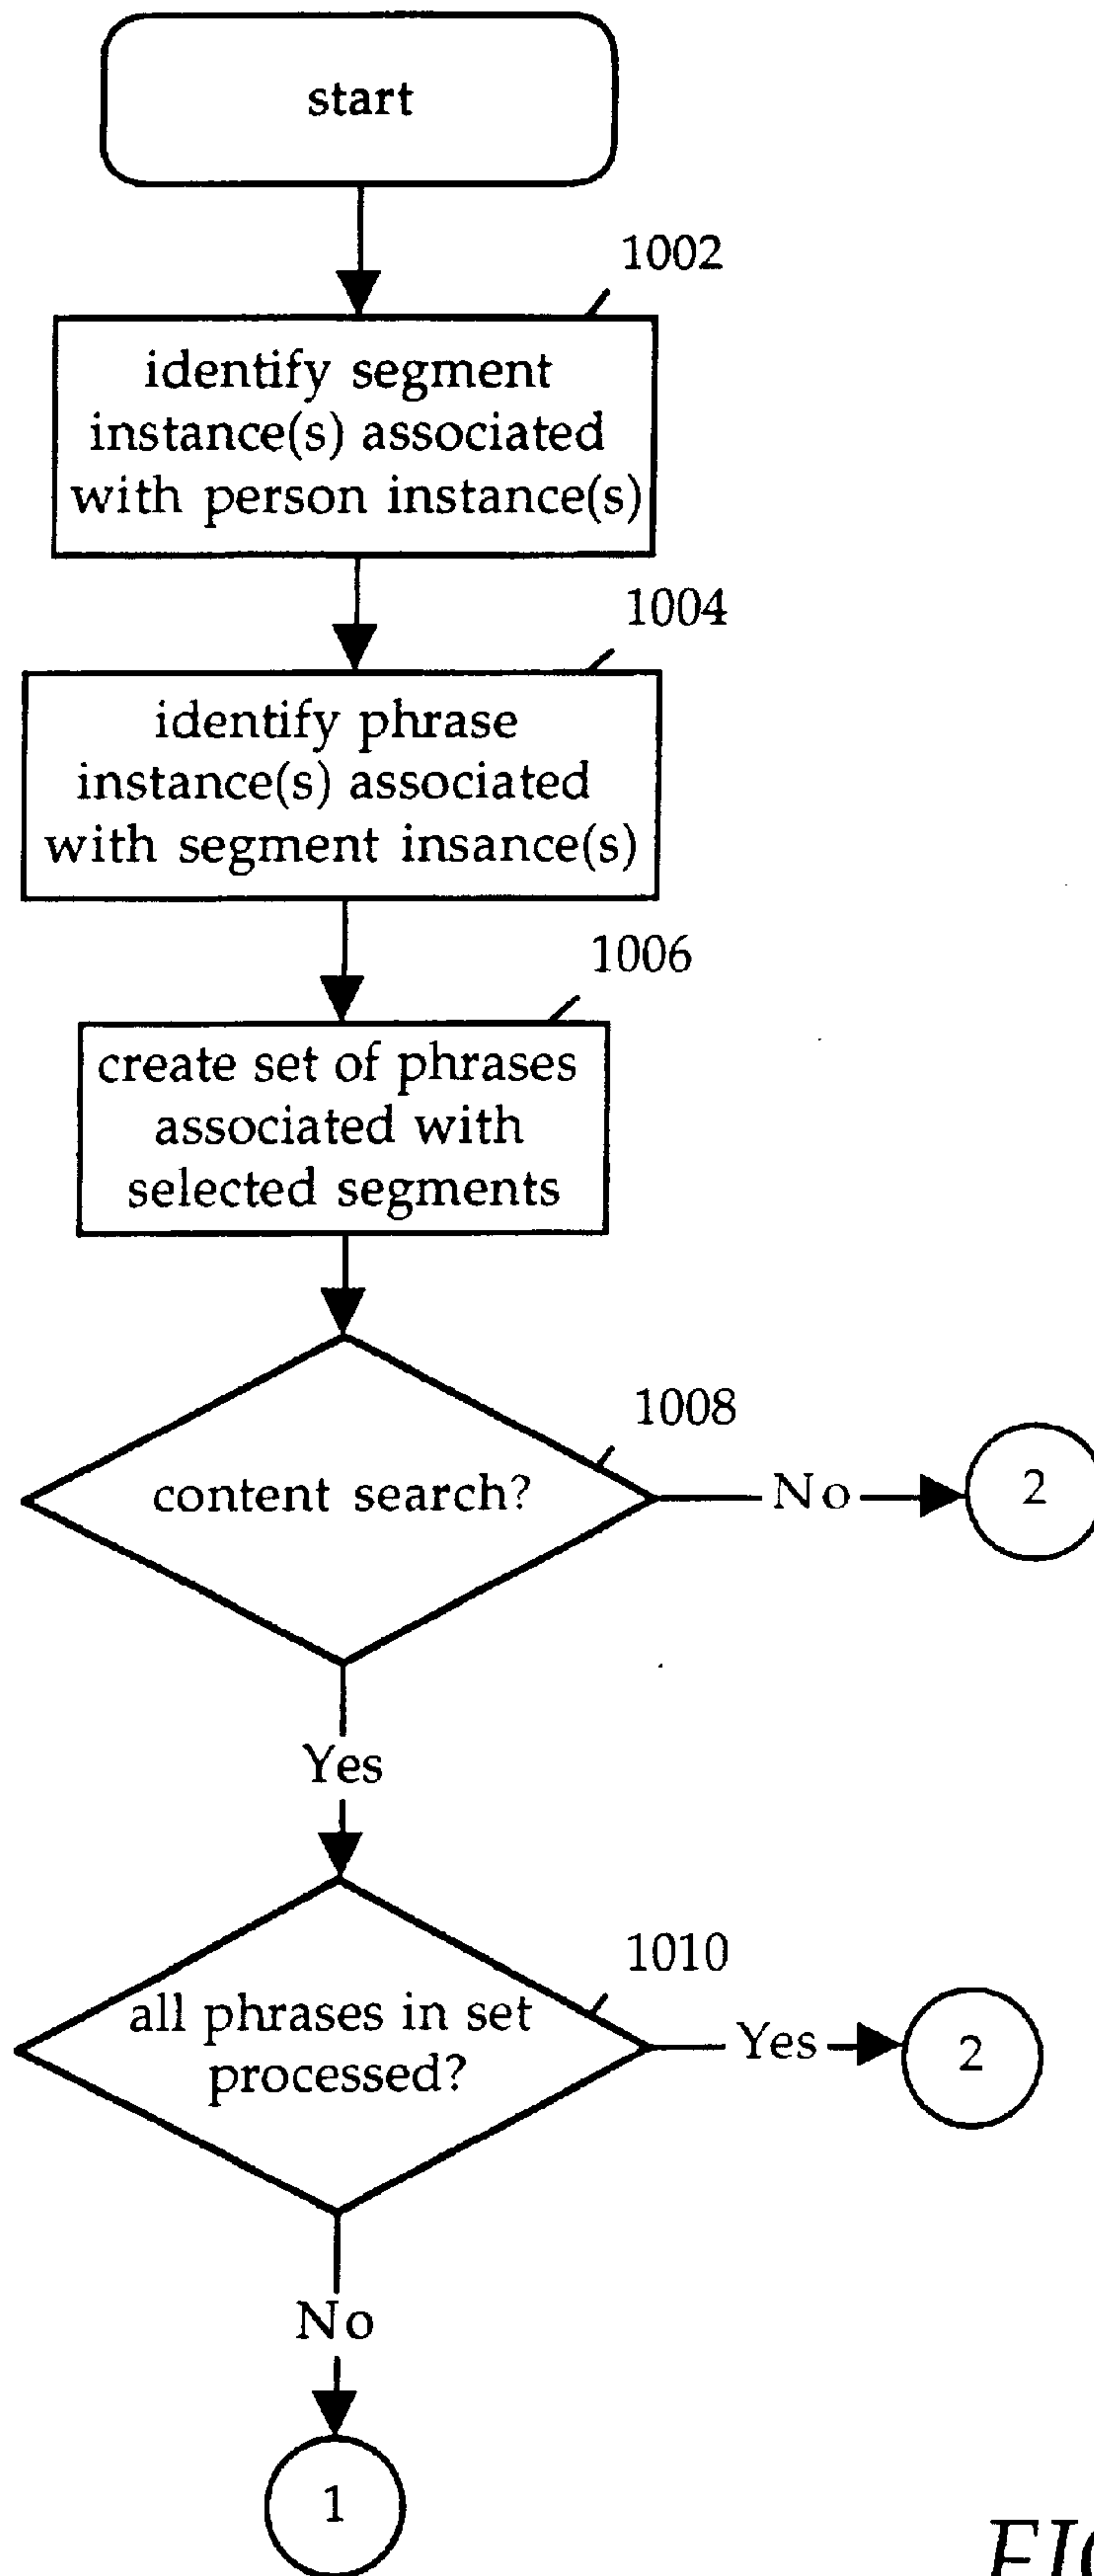 start
1002
identify segment
instance(s) associated
with person instance(s)
1004
identify phrase
instance(s) associated
with segment insance(s)
1006
create set of phrases
associated with
selected segments
1008
content search?
No
2
Yes
1010
all phrases in set
processed?
Yes
2
No
1